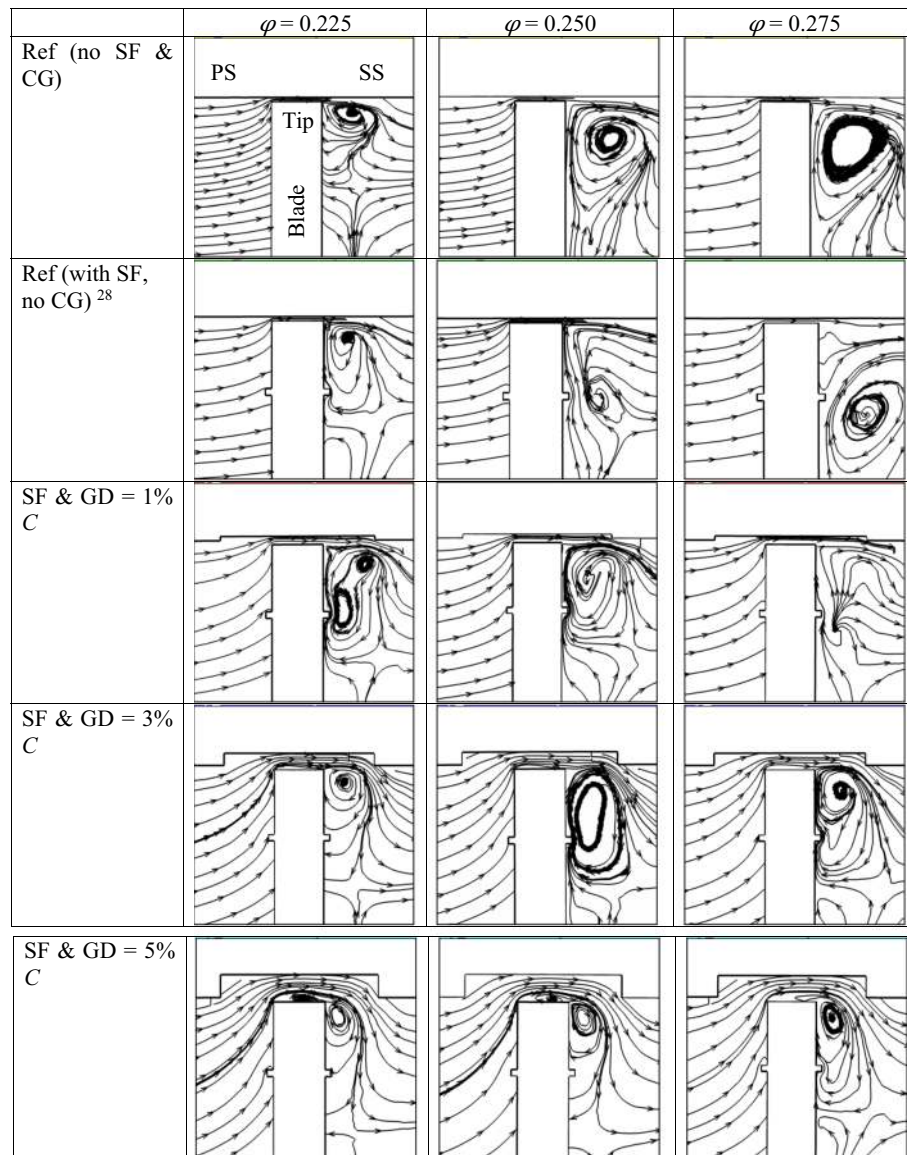 φ = 0.225 φ = 0.250 φ = 0.275
Ref (no SF &
CG)
PS SS
Tip
Blade
Ref (with SF,
no CG) 28
SF & GD = 1%
C
SF & GD = 3%
C
SF & GD = 5%
C